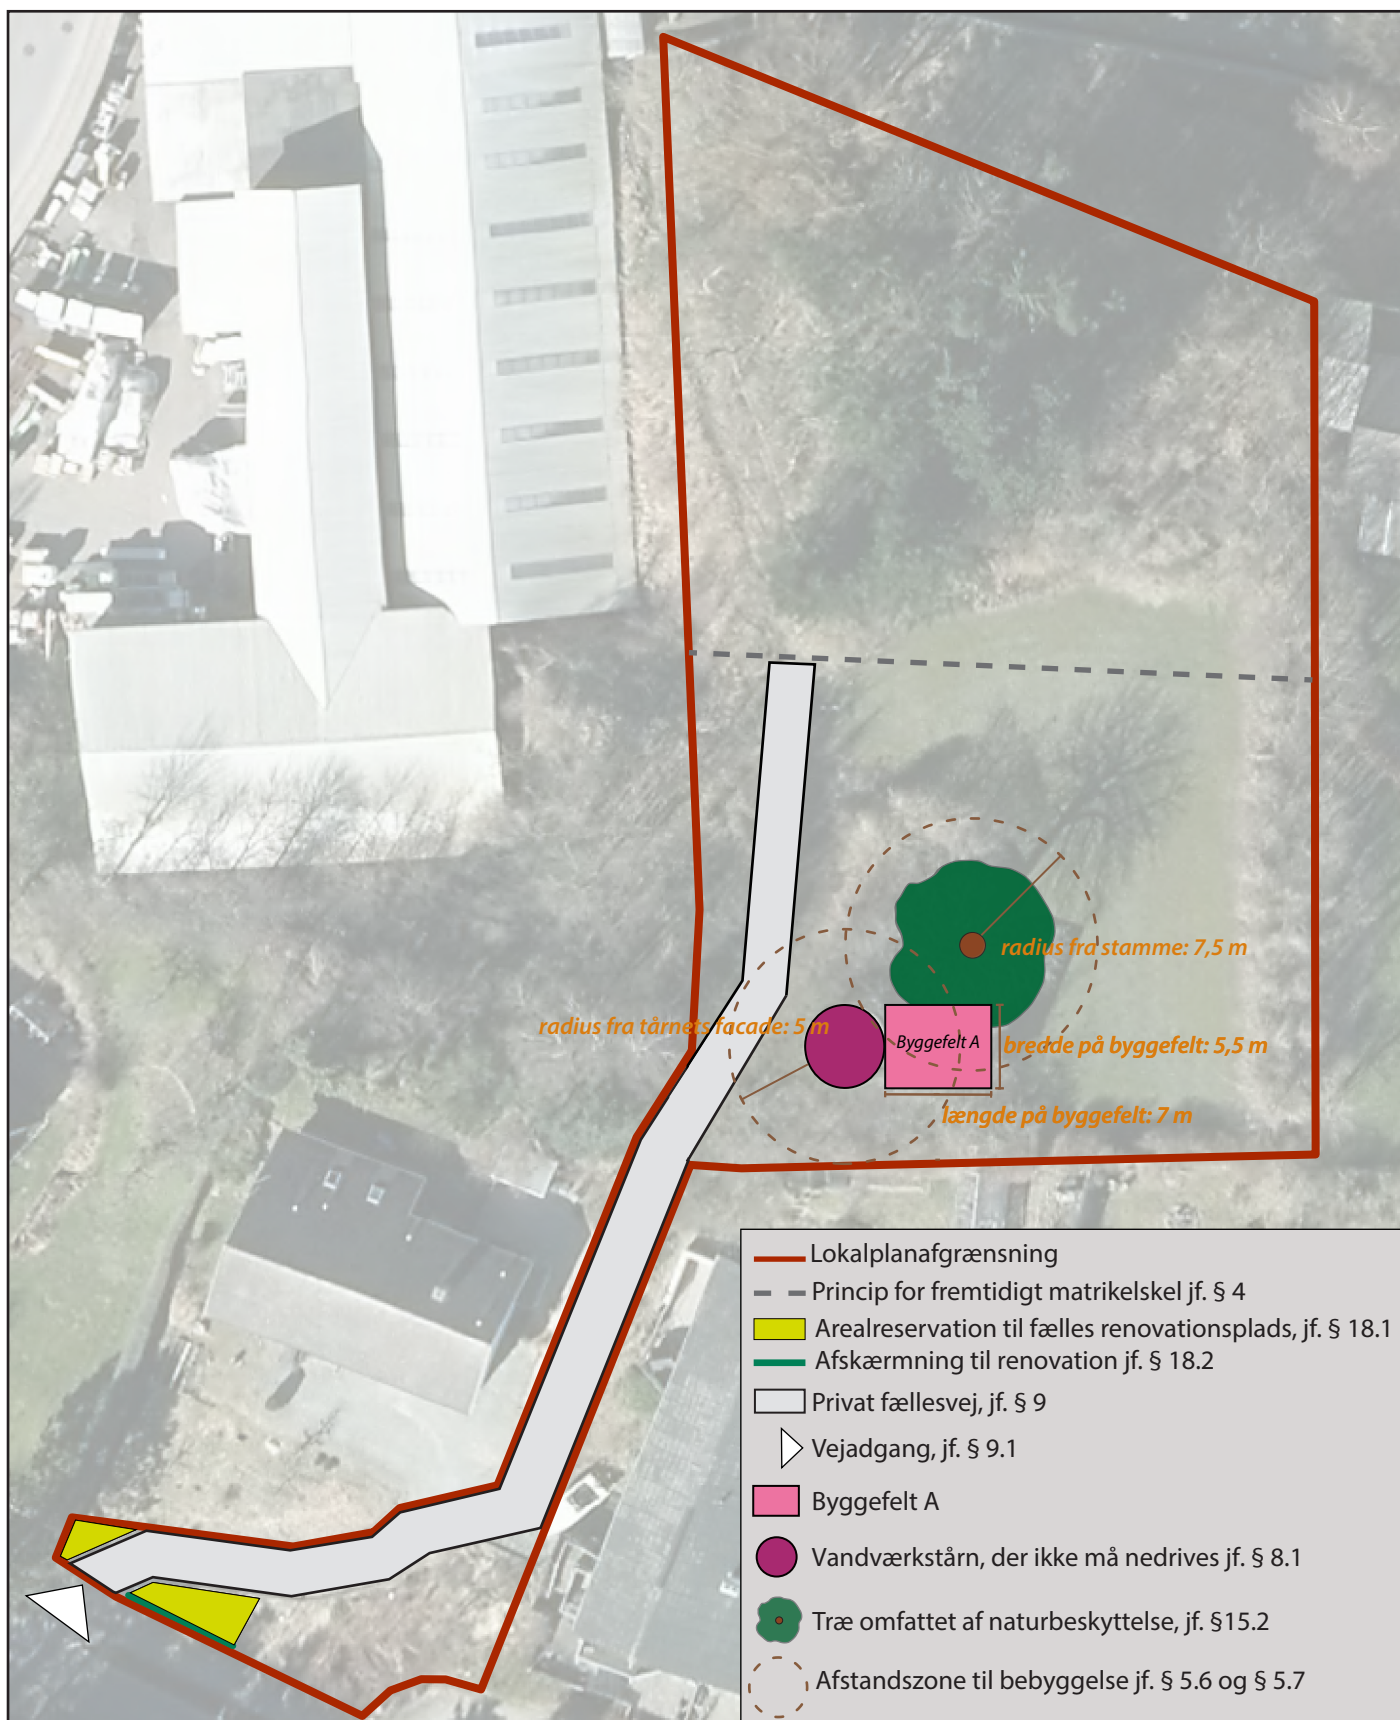 radius fra stamme: 7,5 m
radius fra tårnets facade: 5 m
Byggefelt A
bredde på byggefelt: 5,5 m
længde på byggefelt: 7 m
Lokalplanafgrænsning
Princip for fremtidigt matrikelskel jf. § 4
Arealreservation til fælles renovationsplads, jf. § 18.1
Afskærmning til renovation jf. § 18.2
Privat fællesvej, jf. § 9
Vejadgang, jf. § 9.1
Byggefelt A
Vandværkstårn, der ikke må nedrives jf. § 8.1
Træ omfattet af naturbeskyttelse, jf. §15.2
Afstandszone til bebyggelse jf. § 5.6 og § 5.7